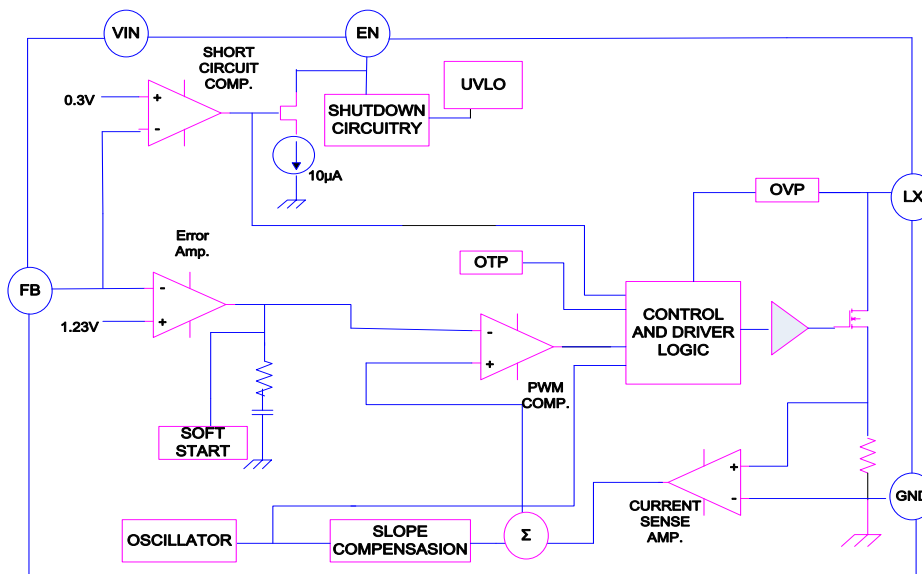 VIN
EN
SHORT
CIRCUIT
COMP.
0.3V
+
-
SHUTDOWN
CIRCUITRY
UVLO
10µA
OVP
LX
Error
Amp.
OTP
FB
-
+
1.23V
CONTROL
AND DRIVER
LOGIC
-
+
PWM
COMP.
SOFT
START
+
-
CURRENT
SENSE
AMP.
GND
OSCILLATOR
SLOPE
COMPENSASION
Σ